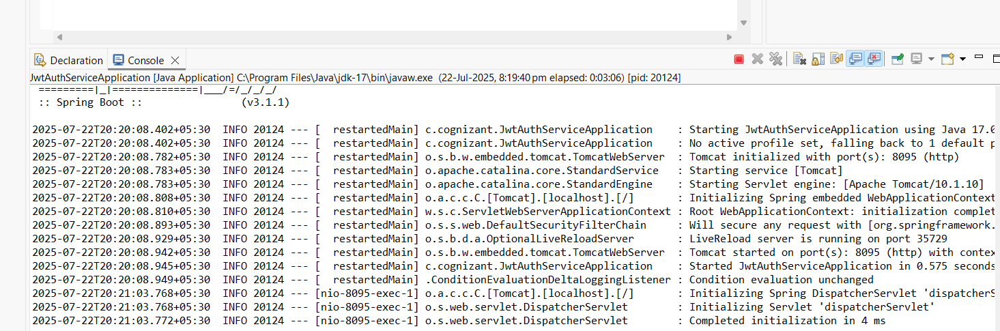 Declaration Console
JwtAuthServiceApplication [Java Application] C:\Program Files\Java\jdk-17\bin\javaw.exe (22-Jul-2025, 8:19:40 pm elapsed: 0:03:06) [pid: 20124]
=========|_|==============|___/=/_/_/_/
:: Spring Boot :: (v3.1.1)
2025-07-22T20:20:08.402+05:30 INFO 20124 --- [ restartedMain] c.cognizant.JwtAuthServiceApplication : Starting JwtAuthServiceApplication using Java 17.0
2025-07-22T20:20:08.402+05:30 INFO 20124 --- [ restartedMain] c.cognizant.JwtAuthServiceApplication : No active profile set, falling back to 1 default p
2025-07-22T20:20:08.782+05:30 INFO 20124 --- [ restartedMain] o.s.b.w.embedded.tomcat.TomcatWebServer : Tomcat initialized with port(s): 8095 (http)
2025-07-22T20:20:08.783+05:30 INFO 20124 --- [ restartedMain] o.apache.catalina.core.StandardService : Starting service [Tomcat]
2025-07-22T20:20:08.783+05:30 INFO 20124 --- [ restartedMain] o.apache.catalina.core.StandardEngine : Starting Servlet engine: [Apache Tomcat/10.1.10]
2025-07-22T20:20:08.808+05:30 INFO 20124 --- [ restartedMain] o.a.c.c.C.[Tomcat].[localhost].[/] : Initializing Spring embedded WebApplicationContext
2025-07-22T20:20:08.810+05:30 INFO 20124 --- [ restartedMain] w.s.c.ServletWebServerApplicationContext : Root WebApplicationContext: initialization complet
2025-07-22T20:20:08.893+05:30 INFO 20124 --- [ restartedMain] o.s.s.web.DefaultSecurityFilterChain : Will secure any request with [org.springframework.
2025-07-22T20:20:08.929+05:30 INFO 20124 --- [ restartedMain] o.s.b.d.a.OptionalLiveReloadServer : LiveReload server is running on port 35729
2025-07-22T20:20:08.942+05:30 INFO 20124 --- [ restartedMain] o.s.b.w.embedded.tomcat.TomcatWebServer : Tomcat started on port(s): 8095 (http) with contex
2025-07-22T20:20:08.945+05:30 INFO 20124 --- [ restartedMain] c.cognizant.JwtAuthServiceApplication : Started JwtAuthServiceApplication in 0.575 seconds
2025-07-22T20:20:08.949+05:30 INFO 20124 --- [ restartedMain] .ConditionEvaluationDeltaLoggingListener : Condition evaluation unchanged
2025-07-22T20:21:03.768+05:30 INFO 20124 --- [nio-8095-exec-1] o.a.c.c.C.[Tomcat].[localhost].[/] : Initializing Spring DispatcherServlet 'dispatcherS
2025-07-22T20:21:03.768+05:30 INFO 20124 --- [nio-8095-exec-1] o.s.web.servlet.DispatcherServlet : Initializing Servlet 'dispatcherServlet'
2025-07-22T20:21:03.772+05:30 INFO 20124 --- [nio-8095-exec-1] o.s.web.servlet.DispatcherServlet : Completed initialization in 4 ms